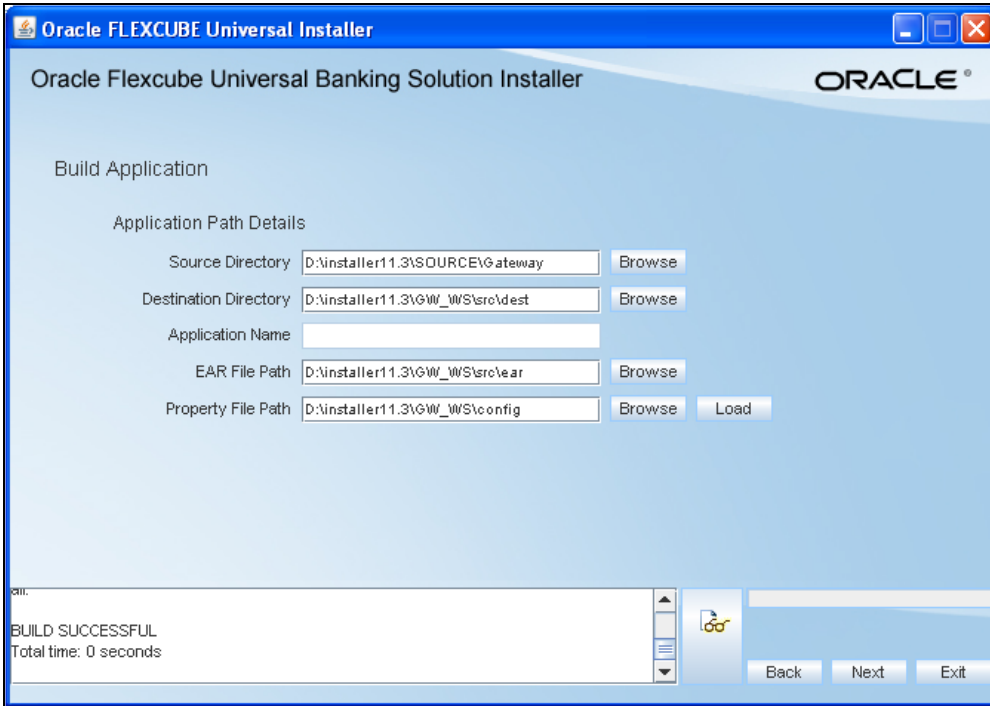 Oracle FLEXCUBE Universal Installer
Oracle Flexcube Universal Banking Solution Installer
ORACLE®
Build Application
Application Path Details
Source Directory D:\installer11.3\SOURCE\Gateway Browse
Destination Directory D:\installer11.3\GW_WS\src\dest Browse
Application Name
EAR File Path D:\installer11.3\GW_WS\src\ear Browse
Property File Path D:\installer11.3\GW_WS\config Browse Load
all:
BUILD SUCCESSFUL
Total time: 0 seconds
Back Next Exit